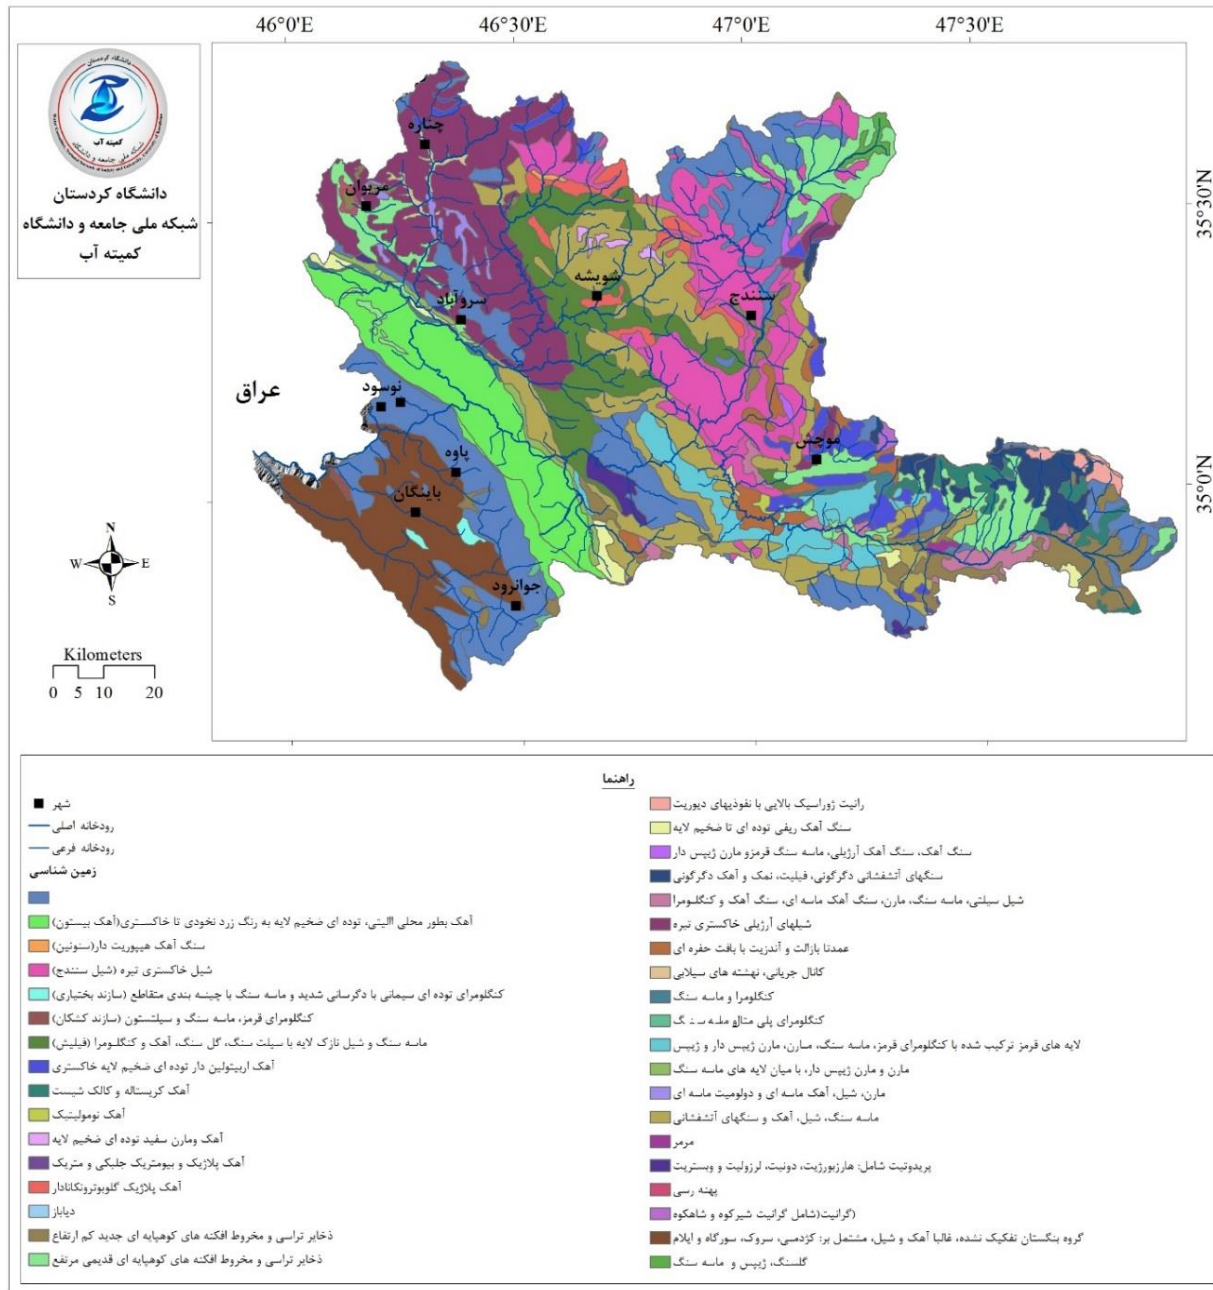 46°0'E 46°30'E 47°0'E 47°30'E
دانشگاه کردستان
کمیته آب
شبکه ملی جامعه و دانشگاه
دانشگاه کردستان
شبکه ملی جامعه و دانشگاه
کمیته آب
چناره
مریوان
35°30'N
شویشه
سنندج
سروآباد
عراق
نوسود
پاوه
موچش
باینگان
35°0'N
جوانرود
N
W E
S
Kilometers
0 5 10 20
راهنما
شهر
رودخانه اصلی
رودخانه فرعی
زمین شناسی
آهک بطور محلی االیتی، توده ای ضخیم لایه به رنگ زرد نخودی تا خاکستری(آهک بیستون)
سنگ آهک هیپوریت دار(سنونین)
شیل خاکستری تیره (شیل سنندج)
کنگلومرای توده ای سیمانی با دگرسانی شدید و ماسه سنگ با چینه بندی متقاطع (سازند بختیاری)
کنگلومرای قرمز، ماسه سنگ و سیلتستون (سازند کشکان)
ماسه سنگ و شیل نازک لایه با سیلت سنگ، گل سنگ، آهک و کنگلومرا (فیلیش)
آهک اربیتولین دار توده ای ضخیم لایه خاکستری
آهک کریستاله و کالک شیست
آهک نومولیتیک
آهک ومارن سفید توده ای ضخیم لایه
آهک پلاژیک و بیومتریک جلبکی و متریک
آهک پلاژیک گلوبوترونکانادار
دیاباز
ذخایر تراسی و مخروط افکنه های کوهپایه ای جدید کم ارتفاع
ذخایر تراسی و مخروط افکنه های کوهپایه ای قدیمی مرتفع
رانیت ژوراسیک بالایی با نفوذیهای دیوریت
سنگ آهک ریفی توده ای تا ضخیم لایه
سنگ آهک، سنگ آهک آرژیلی، ماسه سنگ قرمزو مارن ژیپس دار
سنگهای آتشفشانی دگرگونی، فیلیت، نمک و آهک دگرگونی
شیل سیلتی، ماسه سنگ، مارن، سنگ آهک ماسه ای، سنگ آهک و کنگلومرا
شیلهای آرژیلی خاکستری تیره
عمدتا بازالت و آندزیت با بافت حفره ای
کانال جریانی، نهشته های سیلابی
کنگلومرا و ماسه سنگ
کنگلومرای پلی
لایه های قرمز ترکیب شده با کنگلومرای قرمز، ماسه سنگ، مارن، مارن ژیپس دار و ژیپس
مارن و مارن ژیپس دار، با میان لایه های ماسه سنگ
مارن، شیل، آهک ماسه ای و دولومیت ماسه ای
ماسه سنگ، شیل، آهک و سنگهای آتشفشانی
مرمر
پریدوتیت شامل: هارزبورژیت، دونیت، لرزولیت و وبستریت
پهنه رسی
(گرانیت(شامل گرانیت شیرکوه و شاهکوه
گروه بنگستان تفکیک نشده، غالبا آهک و شیل، مشتمل بر: کژدمی، سروک، سورگاه و ایلام
گلسنگ، ژیپس و ماسه سنگ